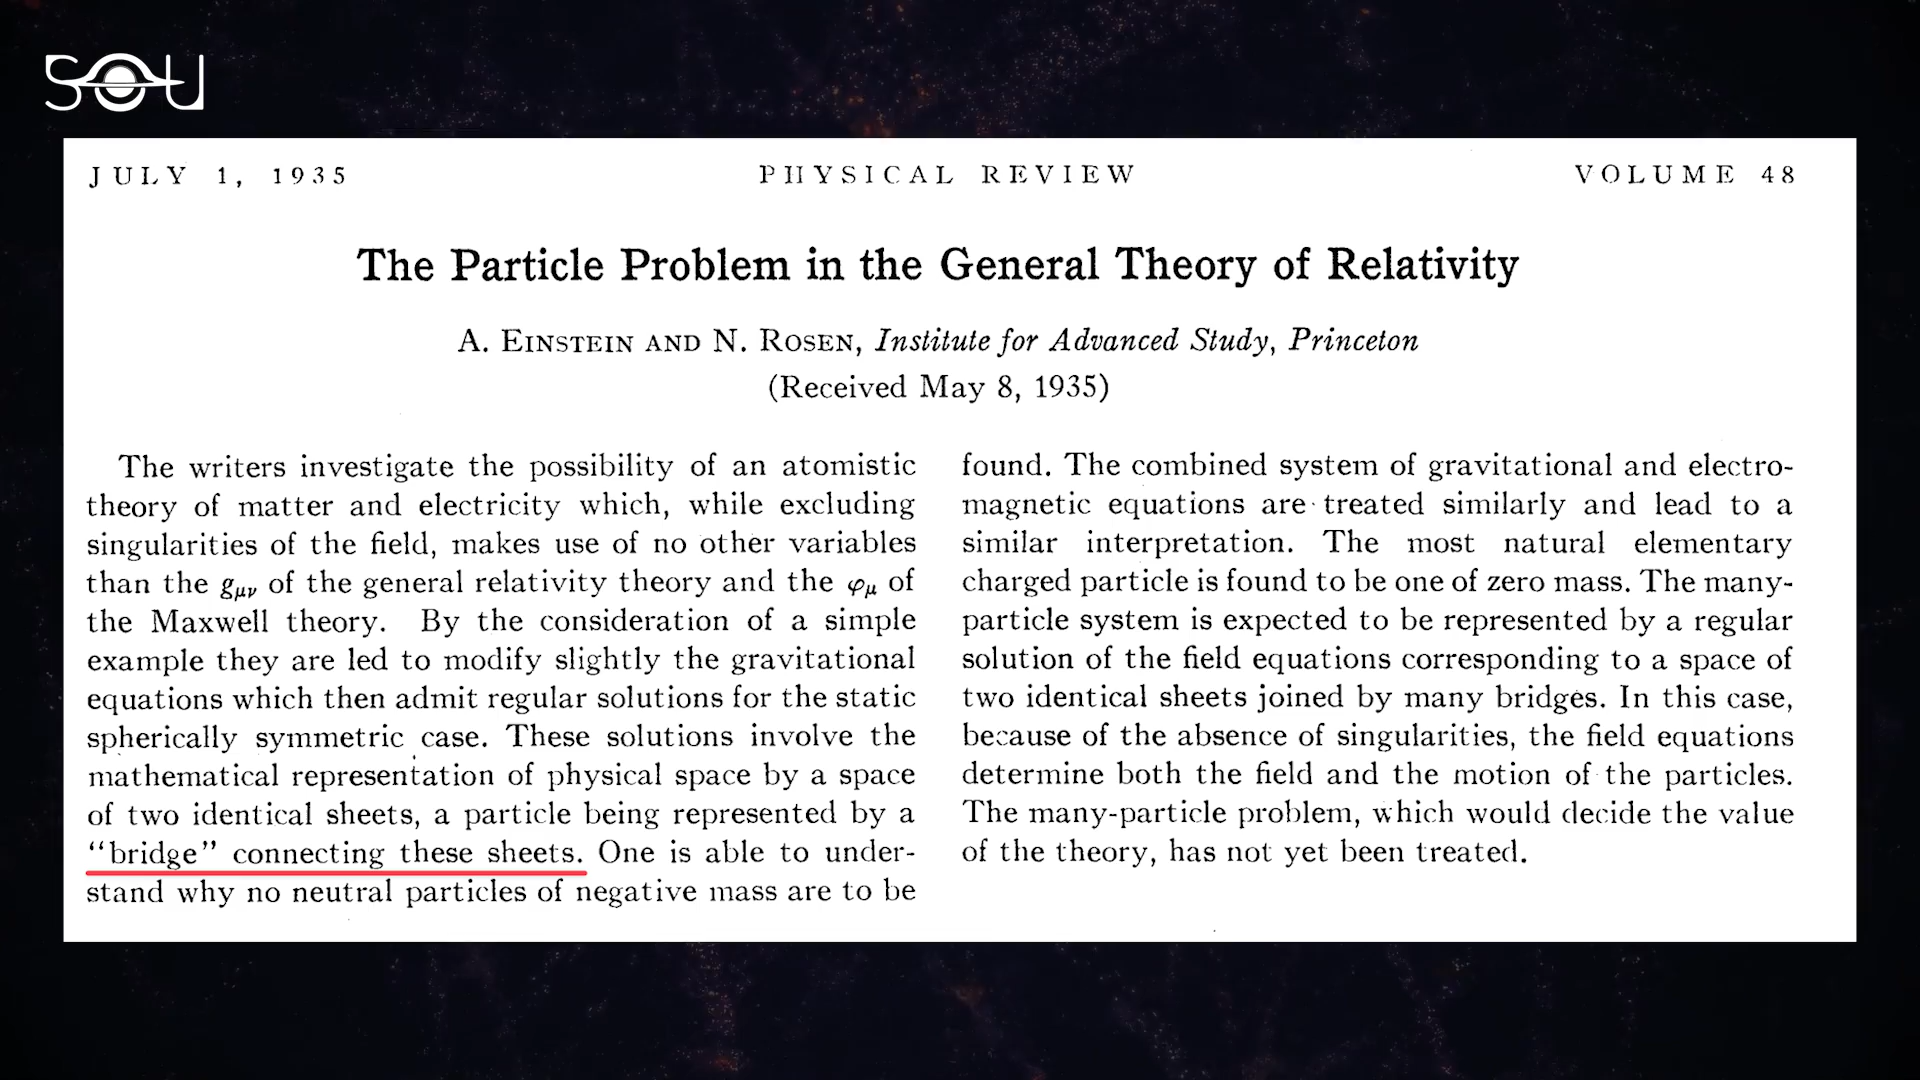 SOU
JULY 1, 1935
PHYSICAL REVIEW
VOLUME 48
The Particle Problem in the General Theory of Relativity
A. EINSTEIN AND N. ROSEN, Institute for Advanced Study, Princeton
(Received May 8, 1935)
The writers investigate the possibility of an atomistic
theory of matter and electricity which, while excluding
singularities of the field, makes use of no other variables
than the gμν of the general relativity theory and the φμ of
the Maxwell theory. By the consideration of a simple
example they are led to modify slightly the gravitational
equations which then admit regular solutions for the static
spherically symmetric case. These solutions involve the
mathematical representation of physical space by a space
of two identical sheets, a particle being represented by a
“bridge” connecting these sheets. One is able to under-
stand why no neutral particles of negative mass are to be
found. The combined system of gravitational and electro-
magnetic equations are treated similarly and lead to a
similar interpretation. The most natural elementary
charged particle is found to be one of zero mass. The many-
particle system is expected to be represented by a regular
solution of the field equations corresponding to a space of
two identical sheets joined by many bridges. In this case,
because of the absence of singularities, the field equations
determine both the field and the motion of the particles.
The many-particle problem, which would decide the value
of the theory, has not yet been treated.